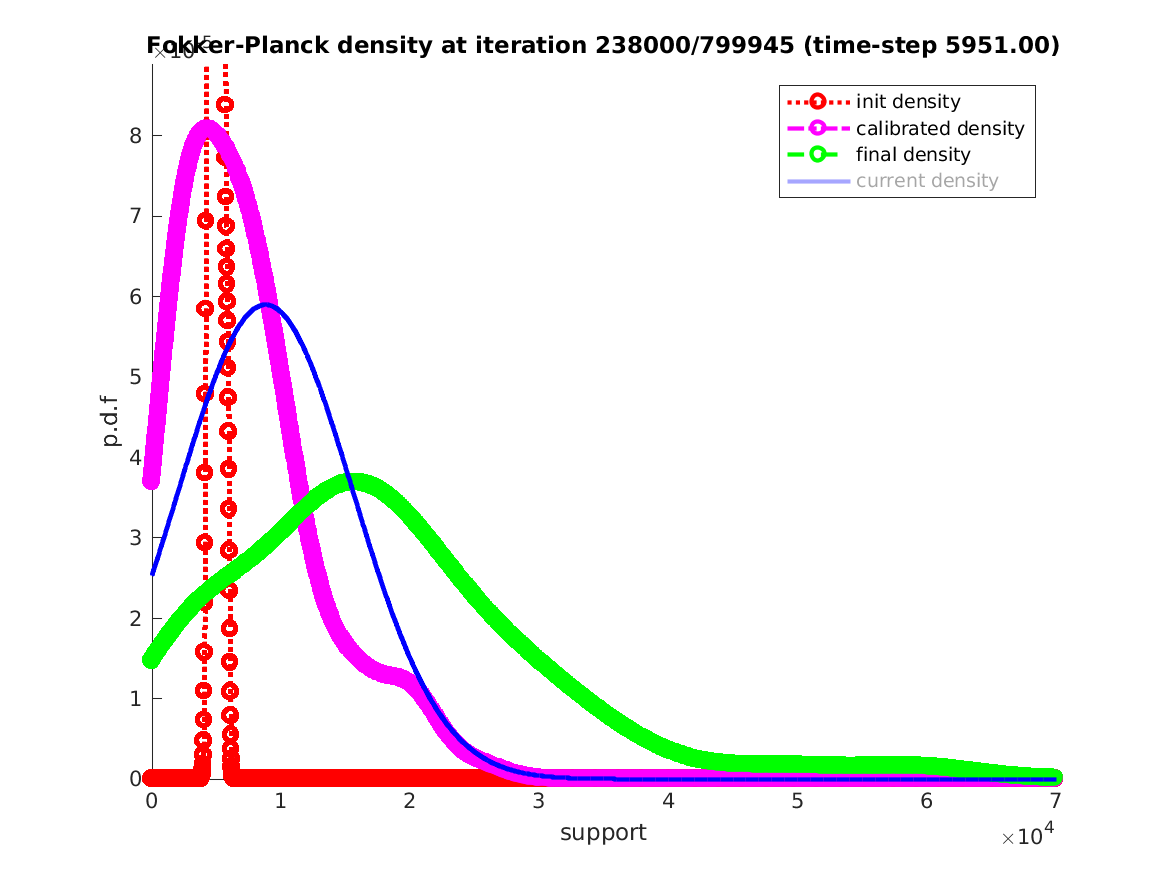 Fokker-Planck density at iteration 238000/799945 (time-step 5951.00)
×10-5
init density
calibrated density
final density
current density
8
7
6
5
4
3
2
1
0
p.d.f
0 1 2 3 4 5 6 7
support
×10^4